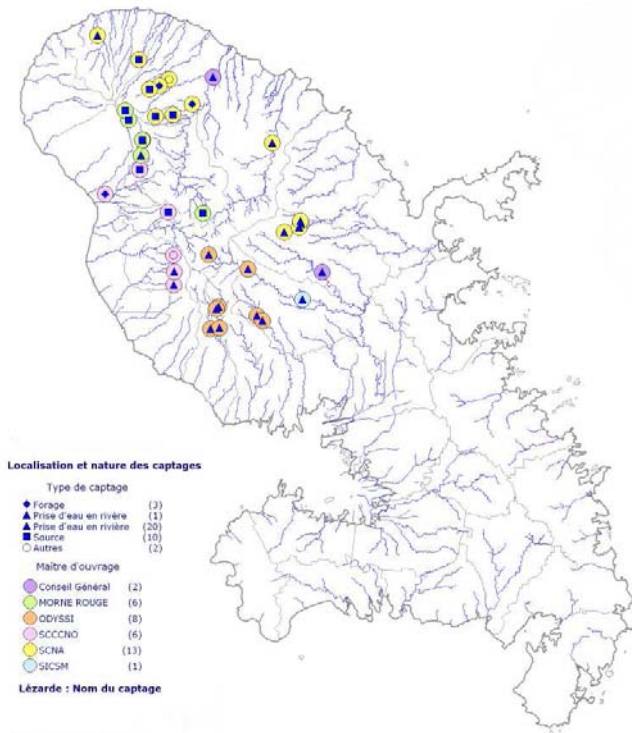 Localisation et nature des captages
Type de captage
Forage (3)
Prise d'eau en rivère (1)
Prise d'eau en rivière (20)
Source (10)
Autres (2)
Maître d'ouvrage
Conseil Général (2)
MORNE ROUGE (6)
ODYSSI (8)
SCCCNO (6)
SCNA (13)
SICSM (1)
Lézarde : Nom du captage